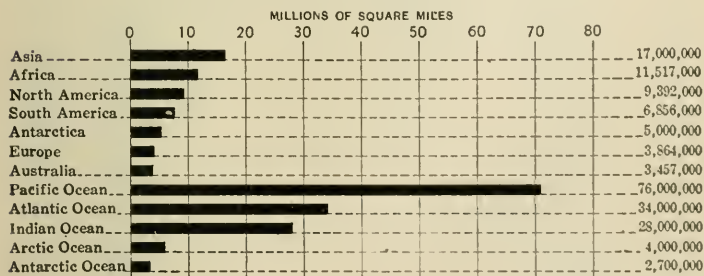 MILLIONS OF SQUARE MILES
0 10 20 30 40 50 60 70 80
Asia 17,000,000
Africa 11,517,000
North America 9,392,000
South America 6,856,000
Antarctica 5,000,000
Europe 3,864,000
Australia 3,457,000
Pacific Ocean 76,000,000
Atlantic Ocean 34,000,000
Indian Ocean 28,000,000
Arctic Ocean 4,000,000
Antarctic Ocean 2,700,000